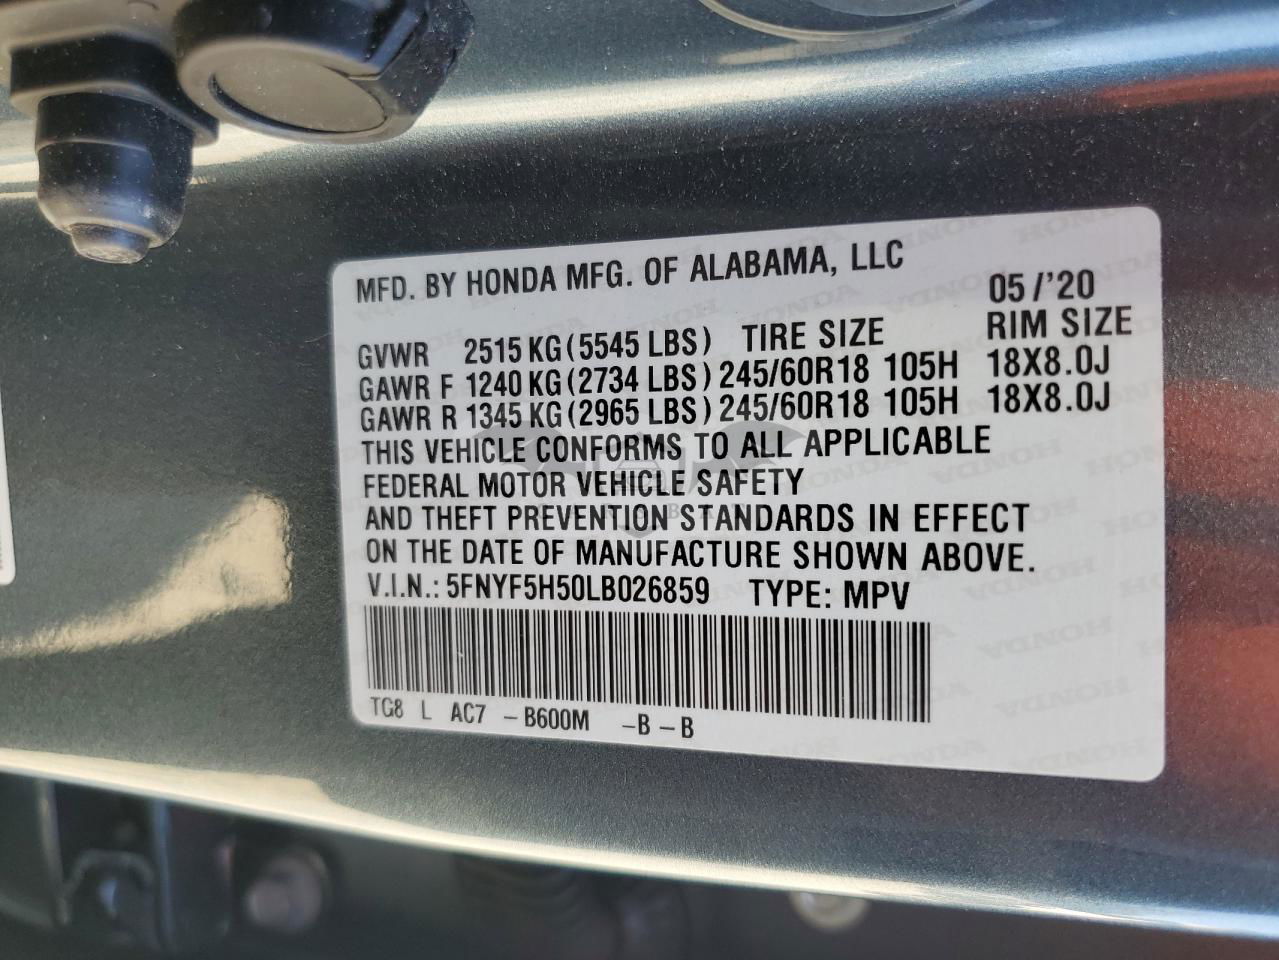 MFD. BY HONDA MFG. OF ALABAMA, LLC
05/'20
GVWR 2515 KG (5545 LBS) TIRE SIZE RIM SIZE
GAWR F 1240 KG (2734 LBS) 245/60R18 105H 18X8.0J
GAWR R 1345 KG (2965 LBS) 245/60R18 105H 18X8.0J
THIS VEHICLE CONFORMS TO ALL APPLICABLE
FEDERAL MOTOR VEHICLE SAFETY
AND THEFT PREVENTION STANDARDS IN EFFECT
ON THE DATE OF MANUFACTURE SHOWN ABOVE.
V.I.N.: 5FNYF5H50LB026859 TYPE: MPV
TG8 L AC7 -B600M -B-B